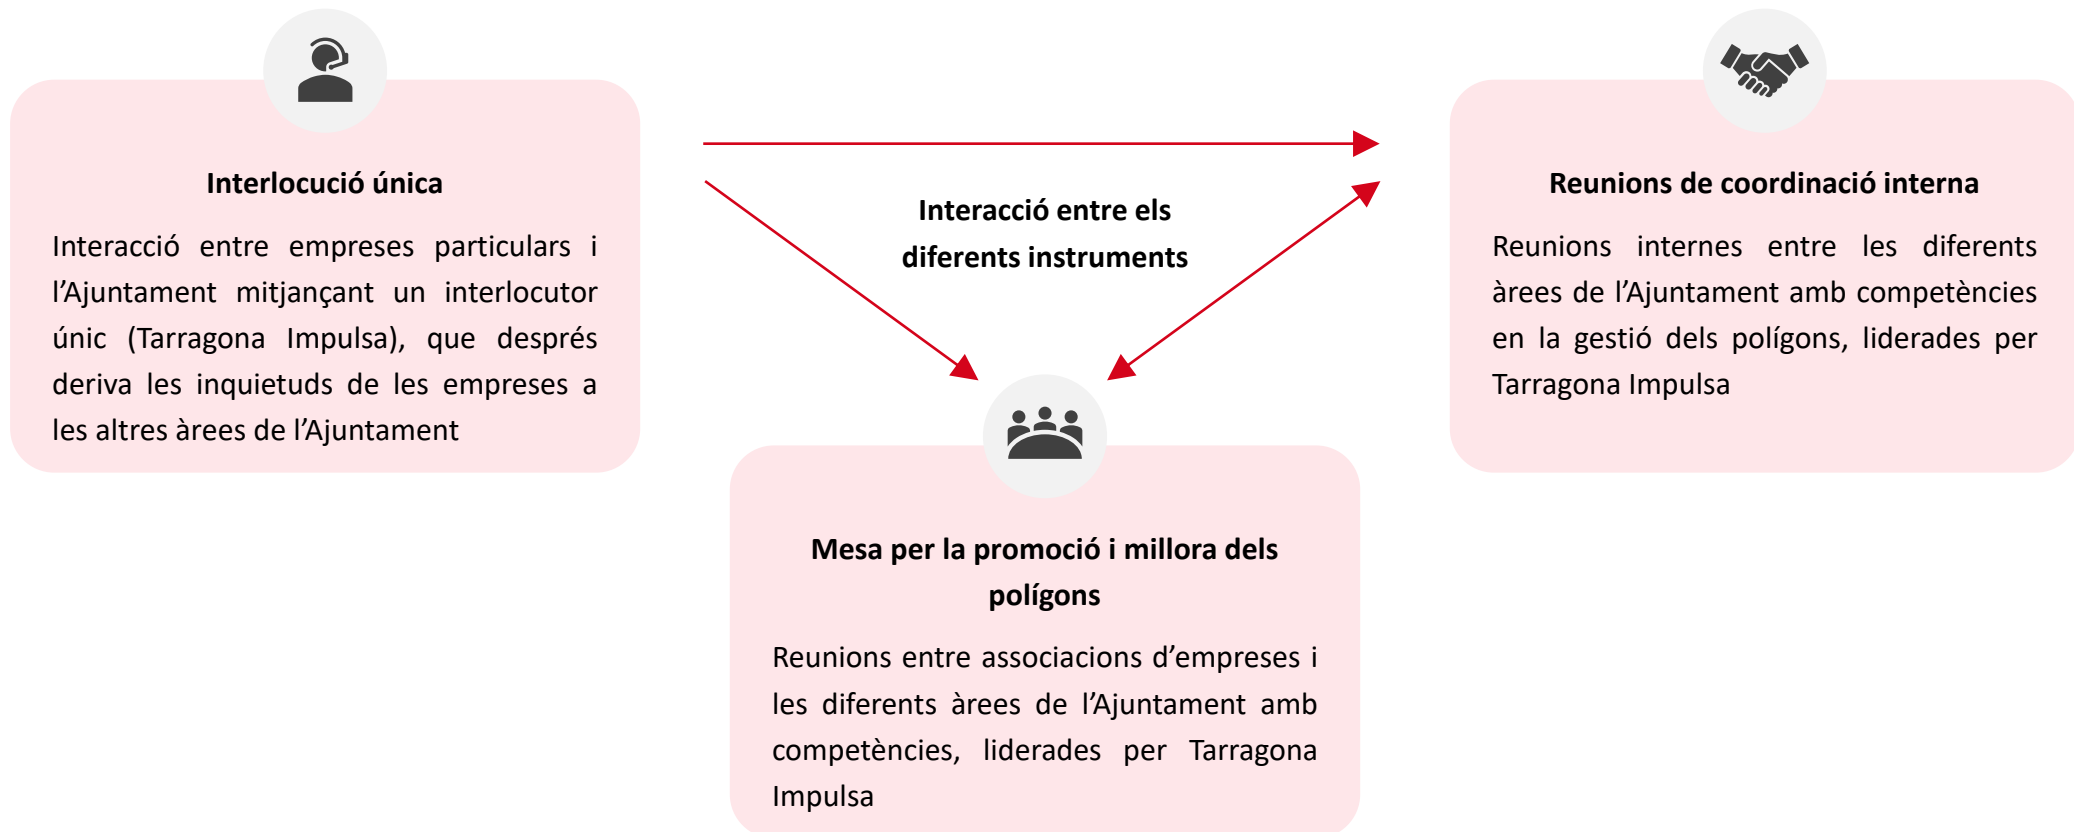 Interlocució única
Interacció entre empreses particulars i
l’Ajuntament mitjançant un interlocutor
únic (Tarragona Impulsa), que després
deriva les inquietuds de les empreses a
les altres àrees de l’Ajuntament
Interacció entre els
diferents instruments
Reunions de coordinació interna
Reunions internes entre les diferents
àrees de l’Ajuntament amb competències
en la gestió dels polígons, liderades per
Tarragona Impulsa
Mesa per la promoció i millora dels
polígons
Reunions entre associacions d’empreses i
les diferents àrees de l’Ajuntament amb
competències, liderades per Tarragona
Impulsa